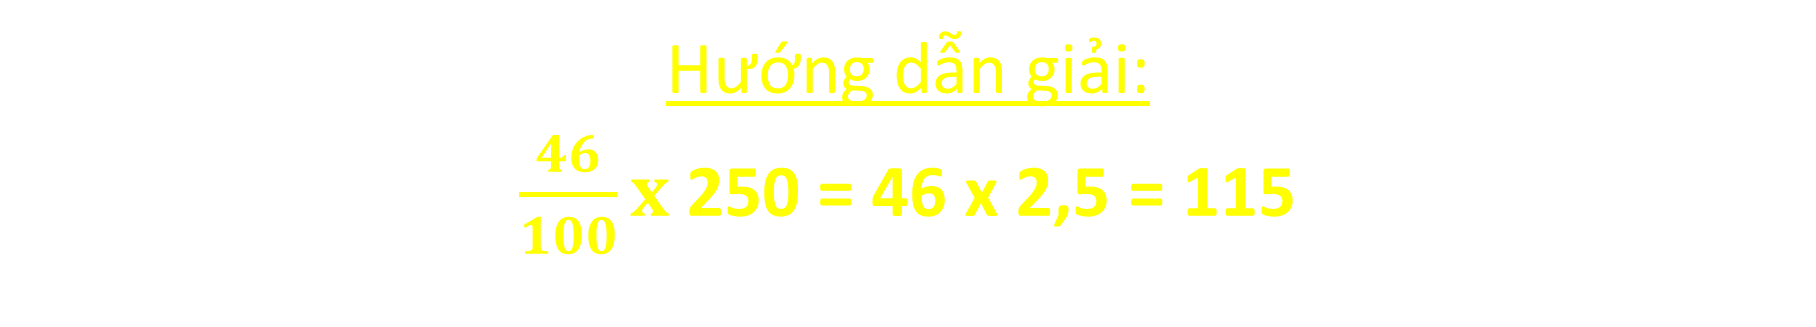 Hướng dẫn giải:
46/100 x 250 = 46 x 2,5 = 115